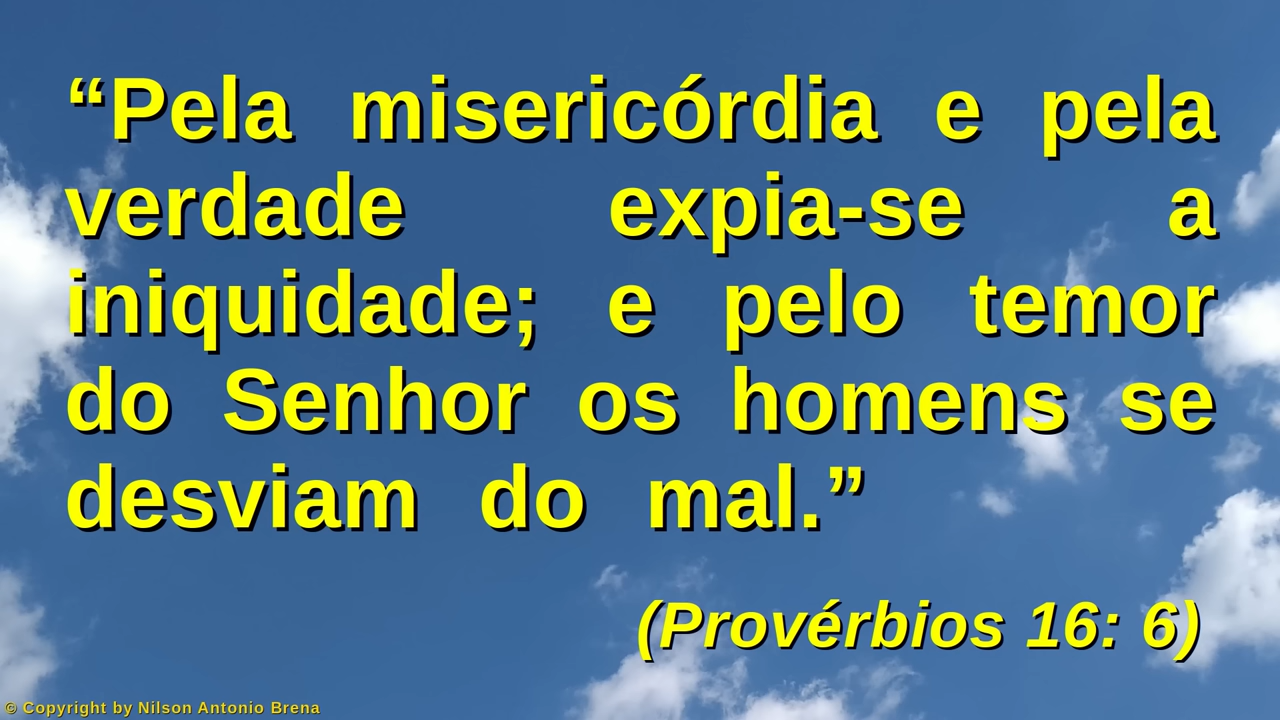 “Pela misericórdia e pela
verdade expia-se a
iniquidade; e pelo temor
do Senhor os homens se
desviam do mal.”
(Provérbios 16: 6)
© Copyright by Nilson Antonio Brena